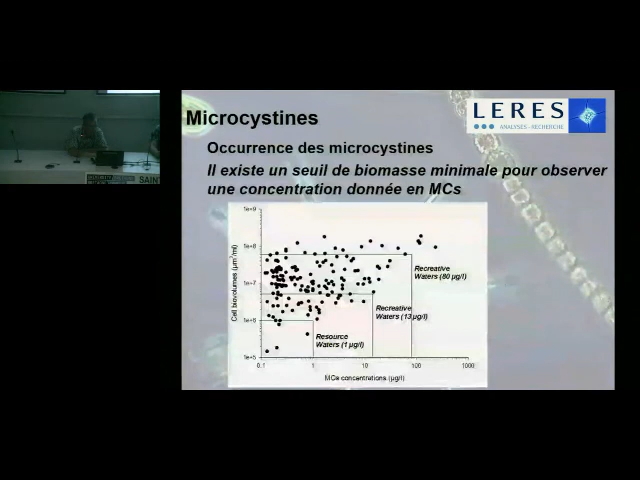 Microcystines
LERES
ANALYSES - RECHERCHE
Occurrence des microcystines
Il existe un seuil de biomasse minimale pour observer
une concentration donnée en MCs
Cell biovolumes (µm³/ml)
1e+9
1e+8
1e+7
1e+6
1e+5
Recreative
Waters (80 µg/l)
Recreative
Waters (13 µg/l)
Resource
Waters (1 µg/l)
0.1 1 10 100 1000
MCs concentrations (µg/l)
SAINT